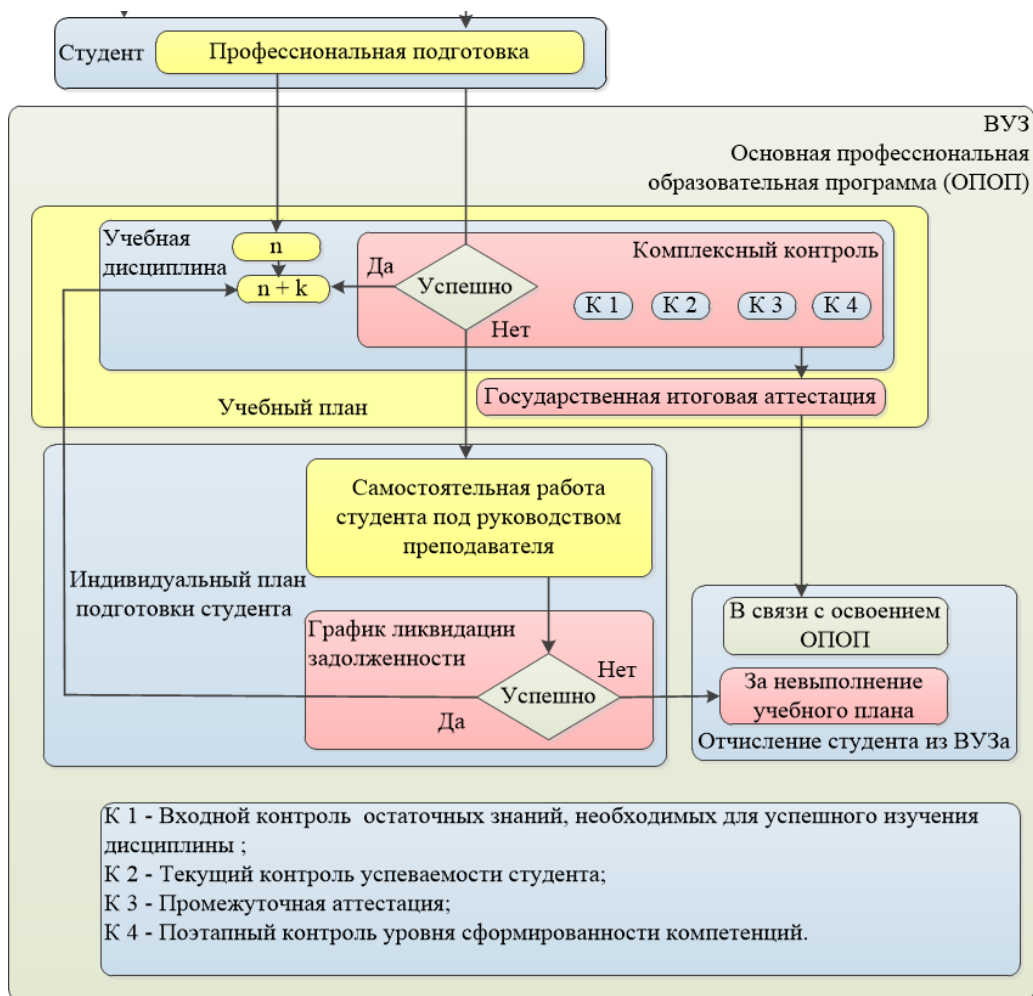 Студент
Профессиональная подготовка
ВУЗ
Основная профессиональная
образовательная программа (ОПОП)
Учебная
дисциплина
n
n + k
Да
Успешно
Нет
Комплексный контроль
К 1
К 2
К 3
К 4
Государственная итоговая аттестация
Учебный план
Самостоятельная работа
студента под руководством
преподавателя
Индивидуальный план
подготовки студента
График ликвидации
задолженности
Успешно
Да
Нет
В связи с освоением
ОПОП
За невыполнение
учебного плана
Отчисление студента из ВУЗа
К 1 - Входной контроль остаточных знаний, необходимых для успешного изучения
дисциплины ;
К 2 - Текущий контроль успеваемости студента;
К 3 - Промежуточная аттестация;
К 4 - Поэтапный контроль уровня сформированности компетенций.